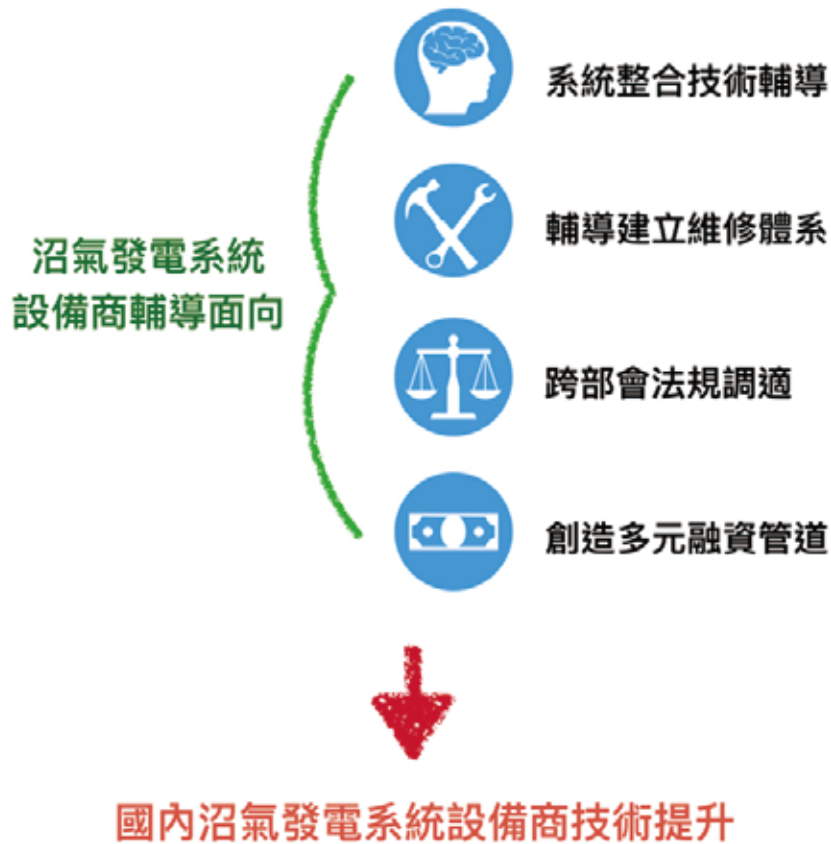 沼氣發電系統
設備商輔導面向
系統整合技術輔導
輔導建立維修體系
跨部會法規調適
創造多元融資管道
國內沼氣發電系統設備商技術提升